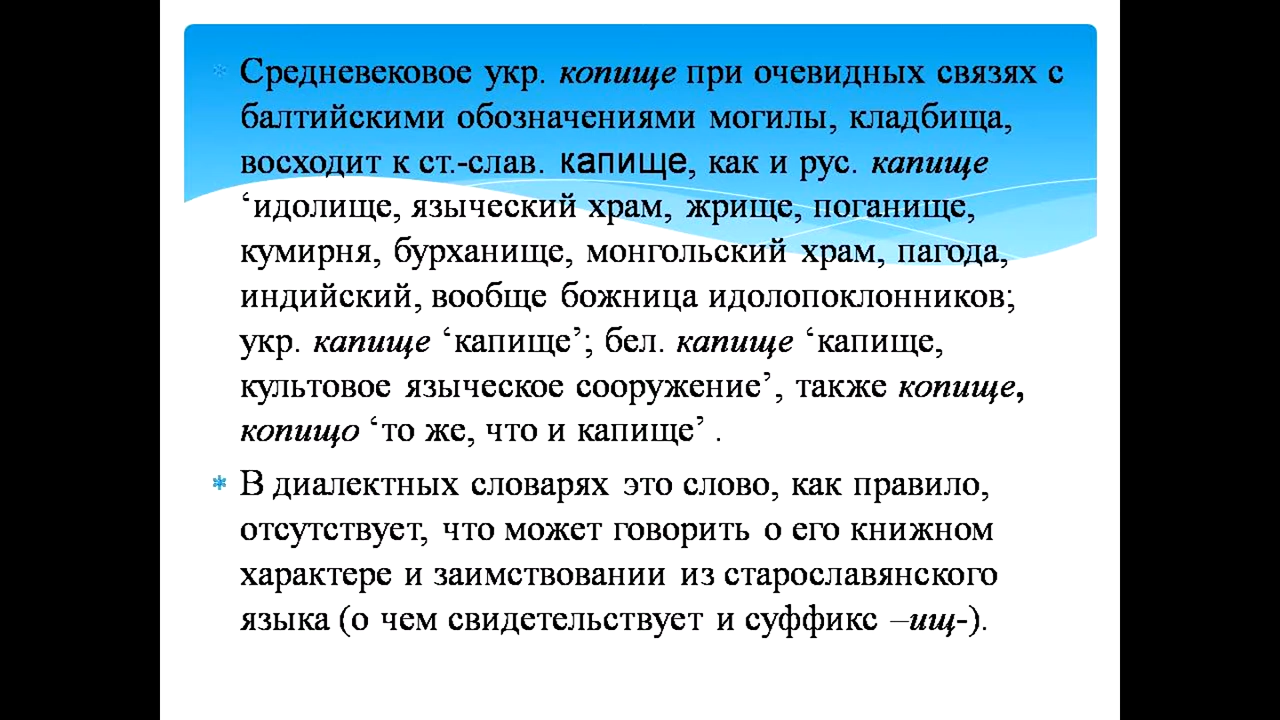 Средневековое укр. копище при очевидных связях с
балтийскими обозначениями могилы, кладбища,
восходит к ст.-слав. капище, как и рус. капище
‘идолище, языческий храм, жрище, поганище,
кумирня, бурханище, монгольский храм, пагода,
индийский, вообще божница идолопоклонников;
укр. капище ‘капище’; бел. капище ‘капище,
культовое языческое сооружение’, также копище,
копищо ‘то же, что и капище’ .
В диалектных словарях это слово, как правило,
отсутствует, что может говорить о его книжном
характере и заимствовании из старославянского
языка (о чем свидетельствует и суффикс –ищ-).